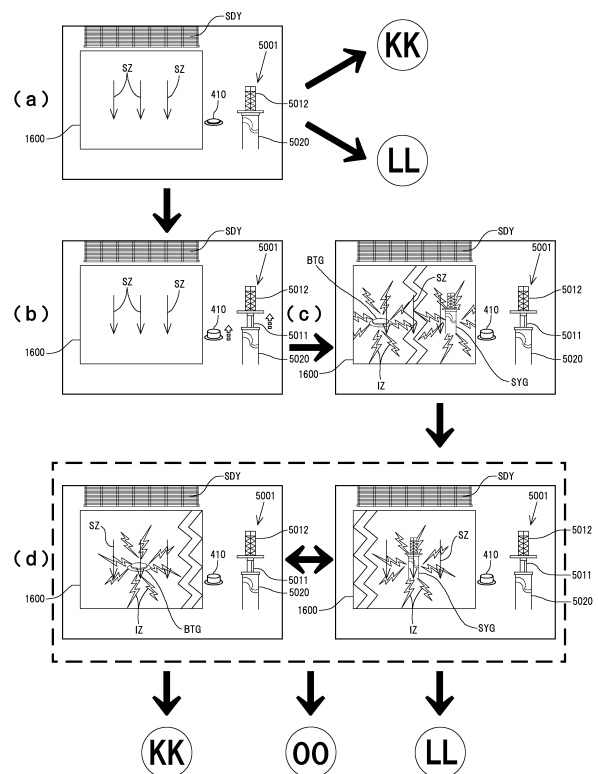 SDY
5001
KK
SZ
SZ
5012
410
(a)
1600
5020
LL
SDY
5001
SZ
SZ
5012
410
(b)
5011
1600
5020
SDY
BTG
SZ
5001
5012
410
(c)
5011
5020
1600
IZ
SYG
SDY
5001
SZ
5012
410
(d)
5011
5020
1600
IZ
BTG
SDY
5001
SZ
5012
410
5011
5020
1600
IZ
SYG
KK
OO
LL